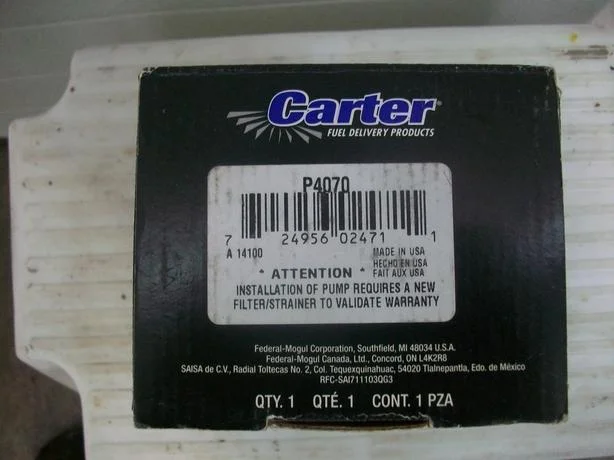 Carter
FUEL DELIVERY PRODUCTS
P4070
7 24956 02471 1
A 14100
MADE IN USA
HECHO EN USA
FAIT AUX USA
* ATTENTION *
INSTALLATION OF PUMP REQUIRES A NEW
FILTER/STRAINER TO VALIDATE WARRANTY
Federal-Mogul Corporation, Southfield, MI 48034 U.S.A.
Federal-Mogul Canada, Ltd., Concord, ON L4K2R8
SAISA de C.V., Radial Toltecas No. 2, Col. Tequexquinahuac, 54020 Tlalnepantla, Edo. de México
RFC-SAI711103QG3
QTY. 1 QTÉ. 1 CONT. 1 PZA